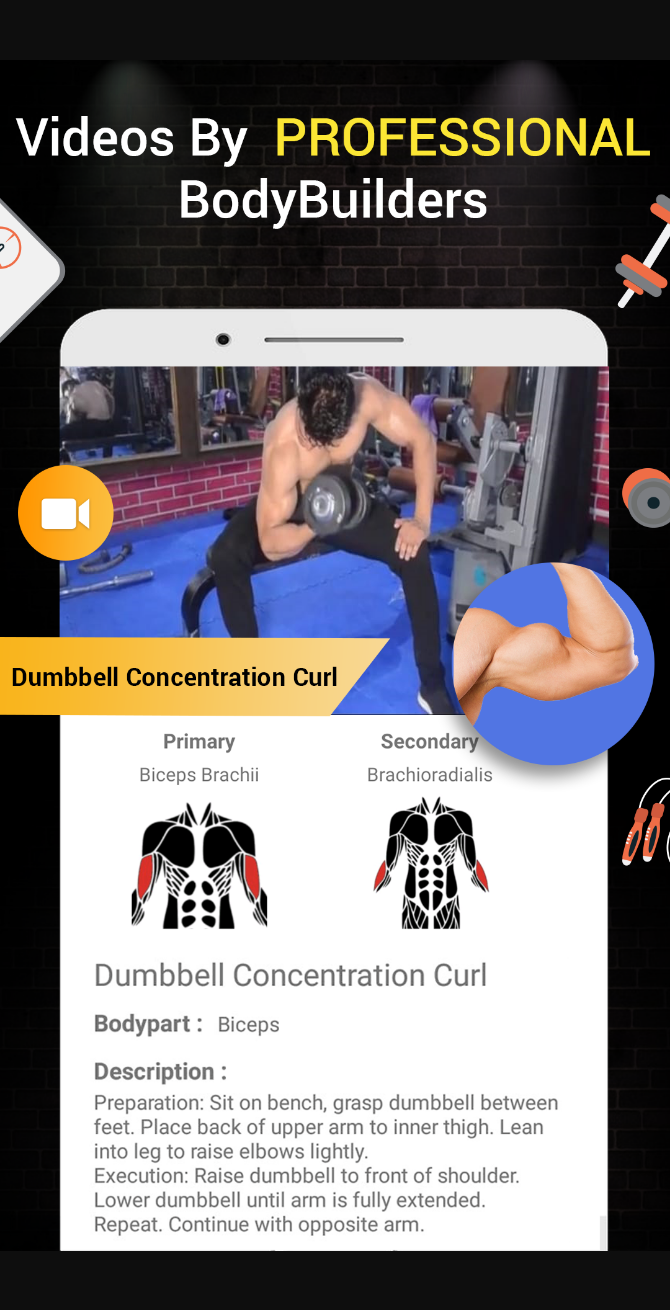 Videos By PROFESSIONAL
BodyBuilders
Dumbbell Concentration Curl
Primary
Secondary
Biceps Brachii
Brachioradialis
Dumbbell Concentration Curl
Bodypart : Biceps
Description :
Preparation: Sit on bench, grasp dumbbell between
feet. Place back of upper arm to inner thigh. Lean
into leg to raise elbows lightly.
Execution: Raise dumbbell to front of shoulder.
Lower dumbbell until arm is fully extended.
Repeat. Continue with opposite arm.